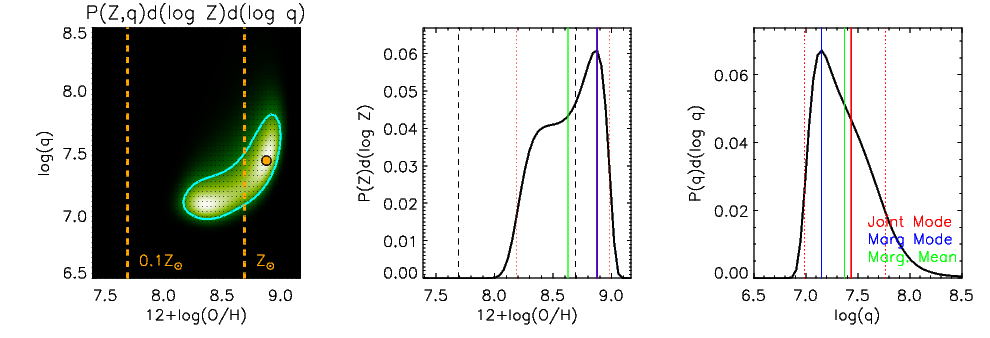 P(Z,q)d(log Z)d(log q)
8.5
8.0
7.5
7.0
6.5
log(q)
0.1Z⊙
Z⊙
7.5 8.0 8.5 9.0
12+log(O/H)
P(Z)d(log Z)
0.06
0.05
0.04
0.03
0.02
0.01
0.00
7.5 8.0 8.5 9.0
12+log(O/H)
P(q)d(log q)
0.06
0.04
0.02
0.00
Joint Mode
Marg. Mode
Marg. Mean
6.5 7.0 7.5 8.0 8.5
log(q)